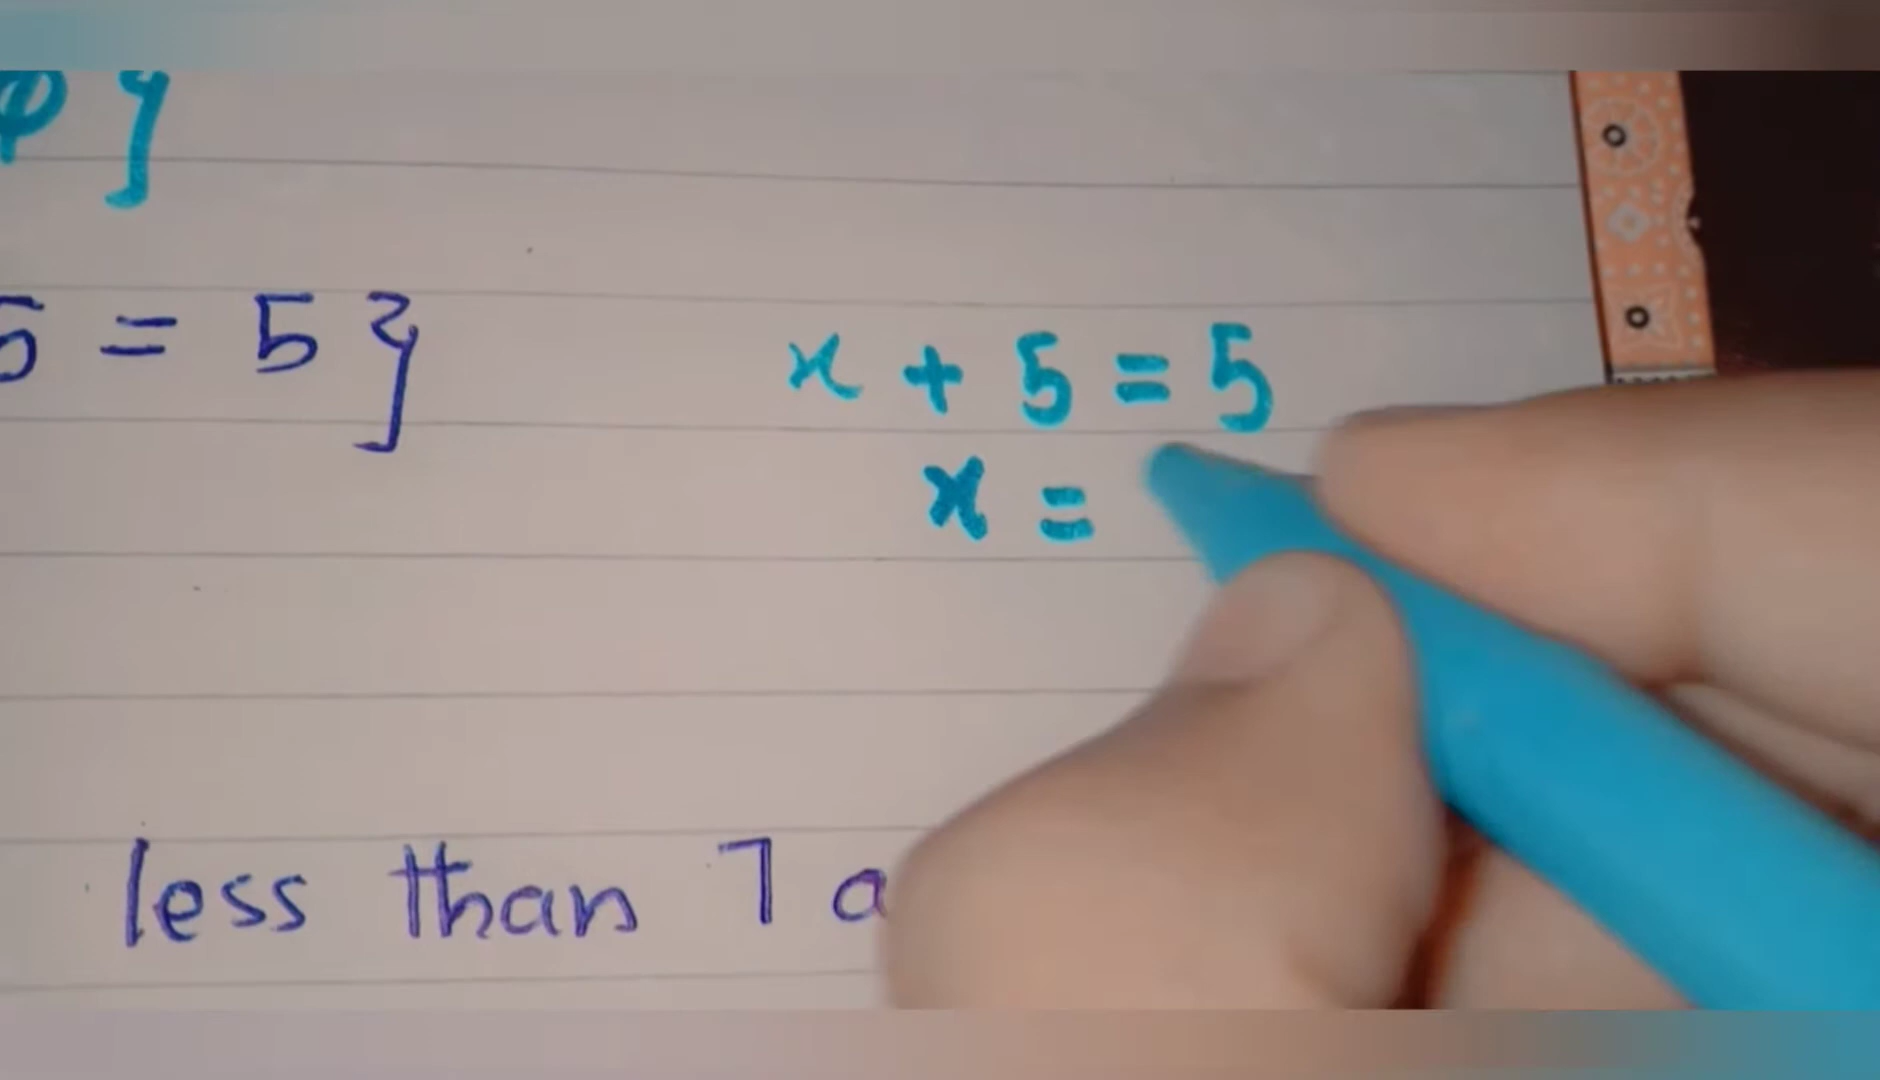 φ}
5 = 5}
x + 5 = 5
x =
less than 7 a